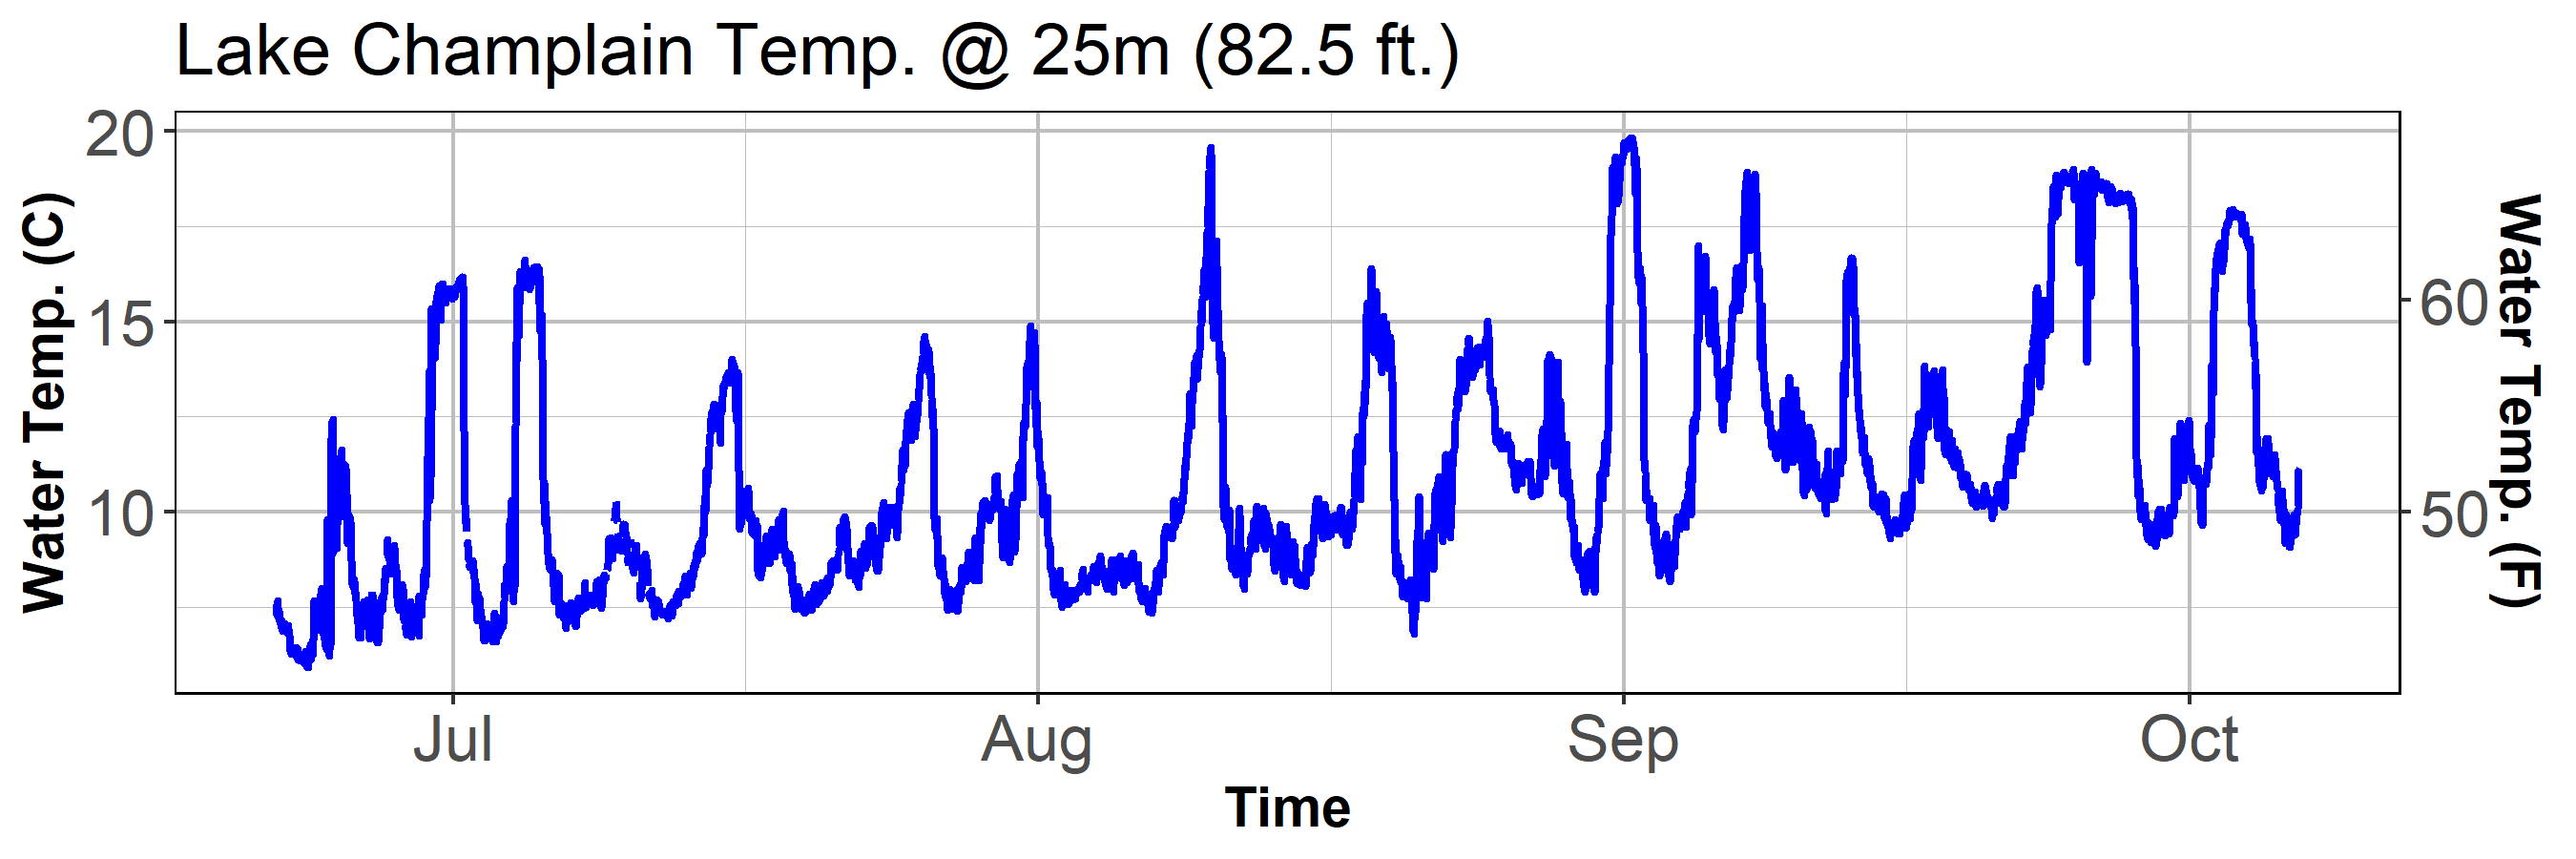 Lake Champlain Temp. @ 25m (82.5 ft.)
Water Temp. (C)
20
15
10
60
50
Water Temp. (F)
Jul Aug Sep Oct
Time